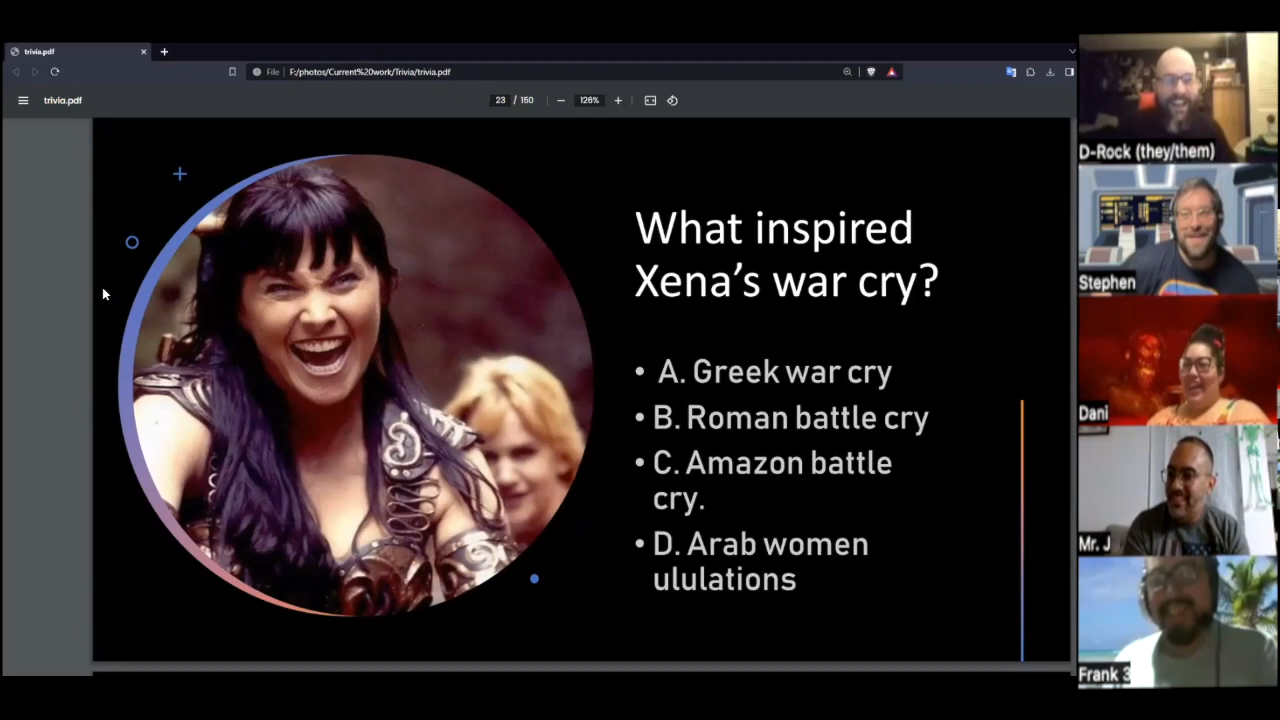 trivia.pdf
File
F:/photos/Current%20work/Trivia/trivia.pdf
trivia.pdf
23 / 150
126%
What inspired
Xena’s war cry?
• A. Greek war cry
• B. Roman battle cry
• C. Amazon battle
cry.
• D. Arab women
ululations
D-Rock (they/them)
Stephen
Dani
Mr. J
Frank 3